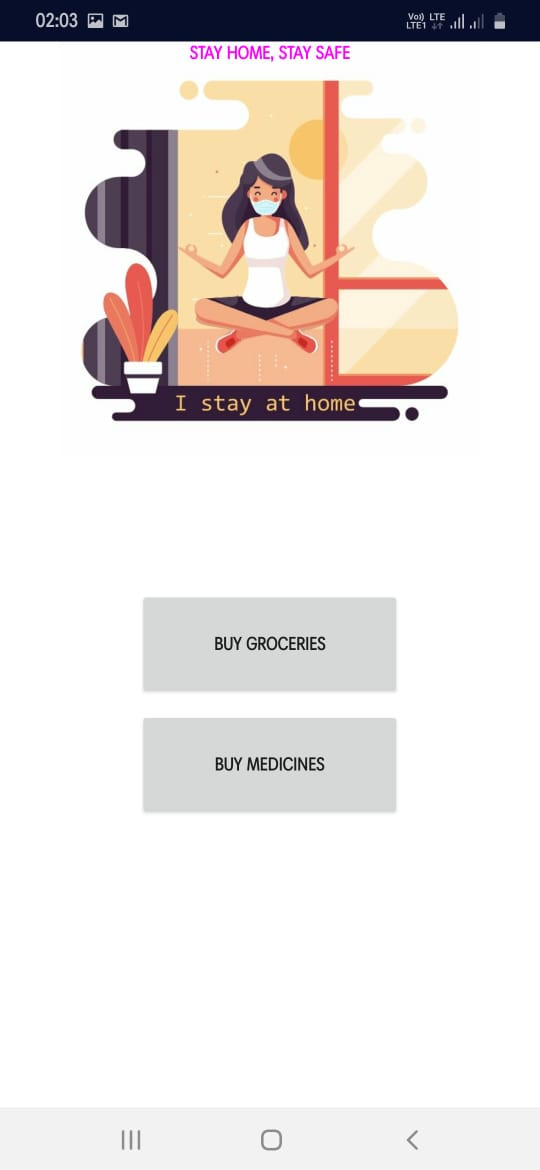 02:03
Vo)) LTE
LTE1
STAY HOME, STAY SAFE
I stay at home
BUY GROCERIES
BUY MEDICINES